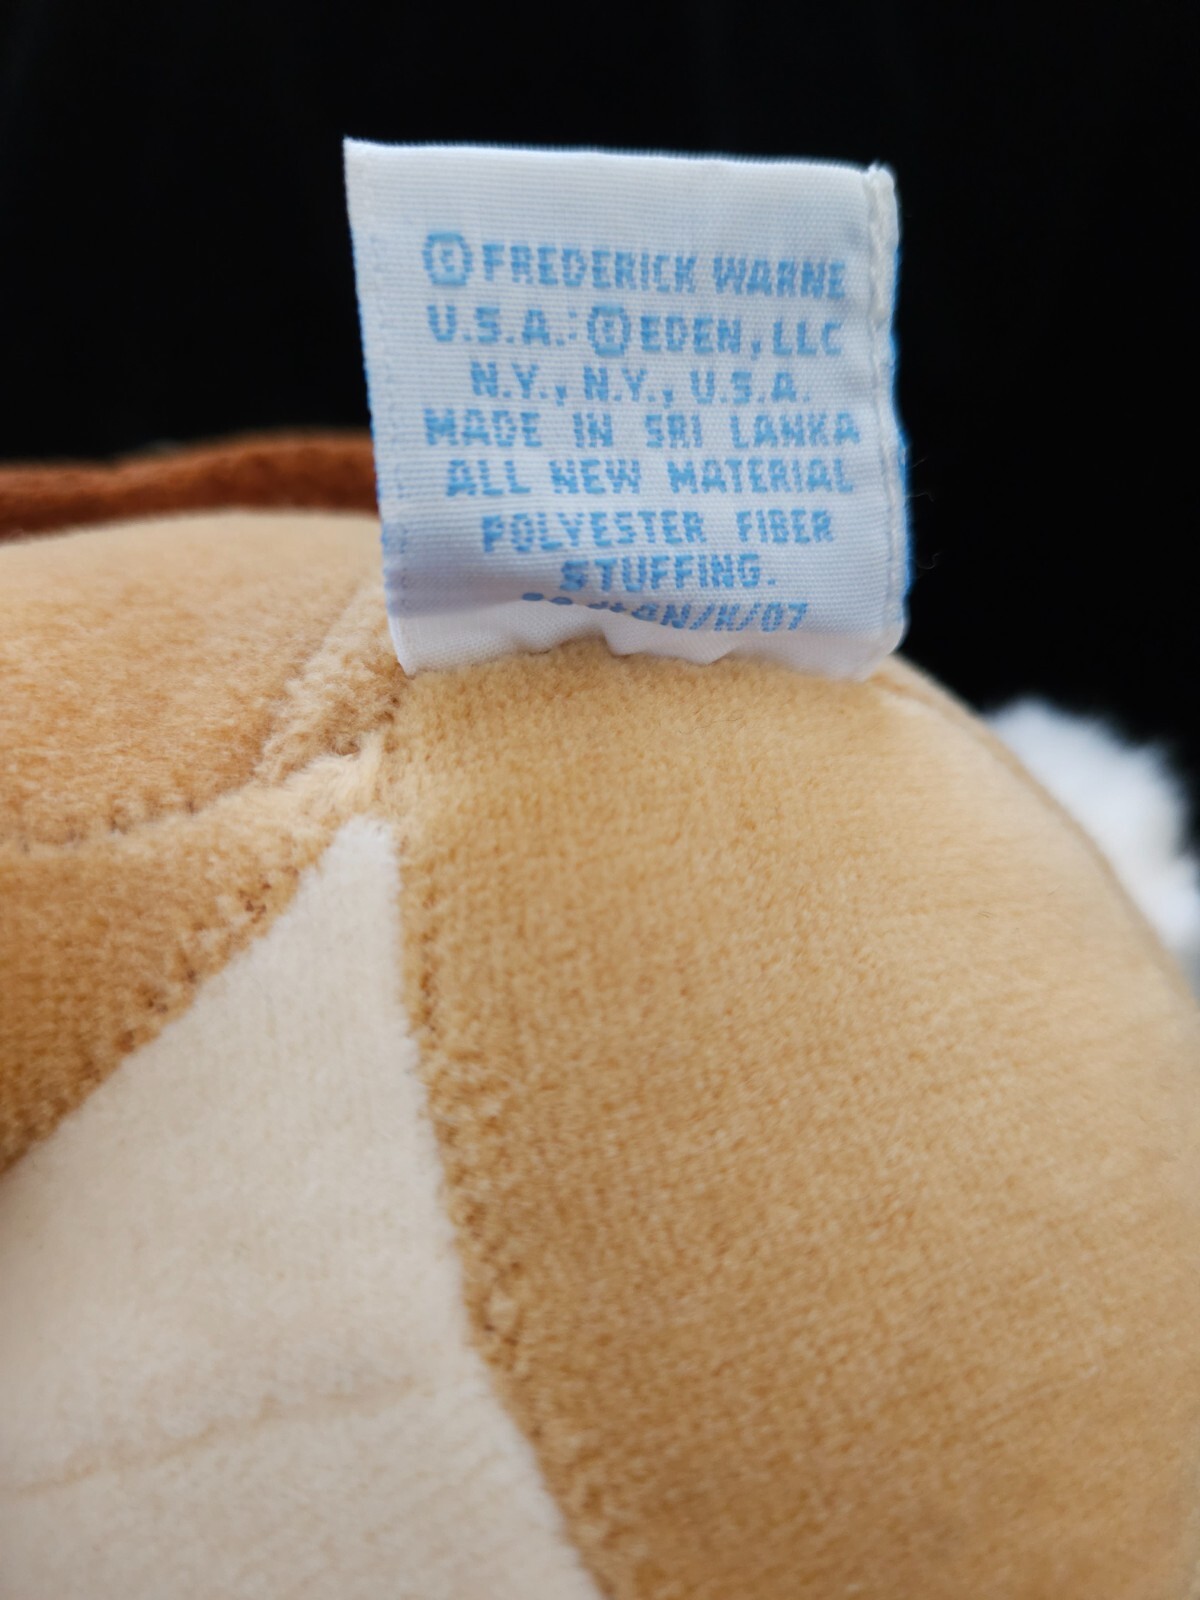 © FREDERICK WARNE
U.S.A. © EDEN, LLC
N.Y., N.Y., U.S.A.
MADE IN SRI LANKA
ALL NEW MATERIAL
POLYESTER FIBER
STUFFING.